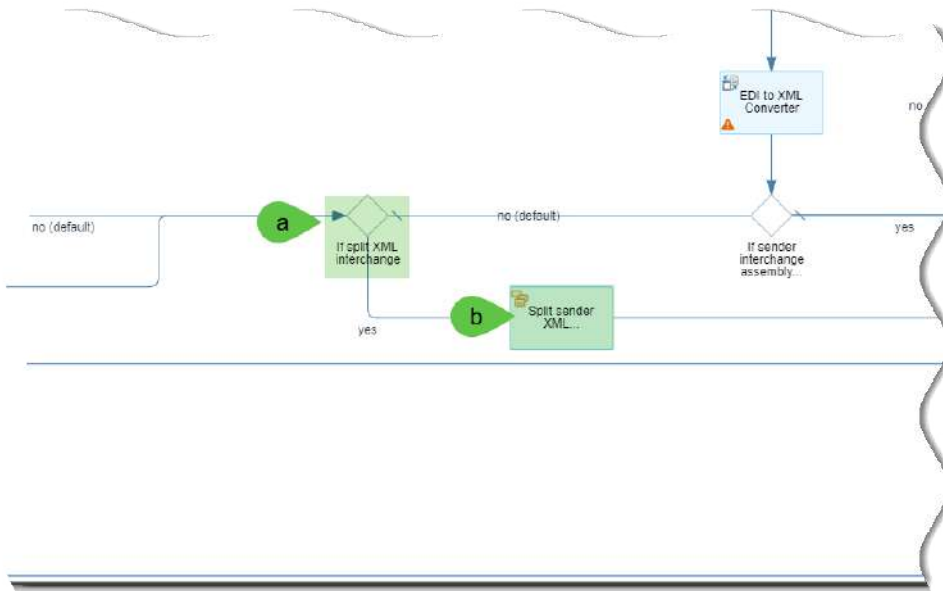 EDI to XML
Converter
no
a
no (default)
no (default)
yes
If split XML
interchange
If sender
interchange
assembly...
b
Split sender
XML...
yes